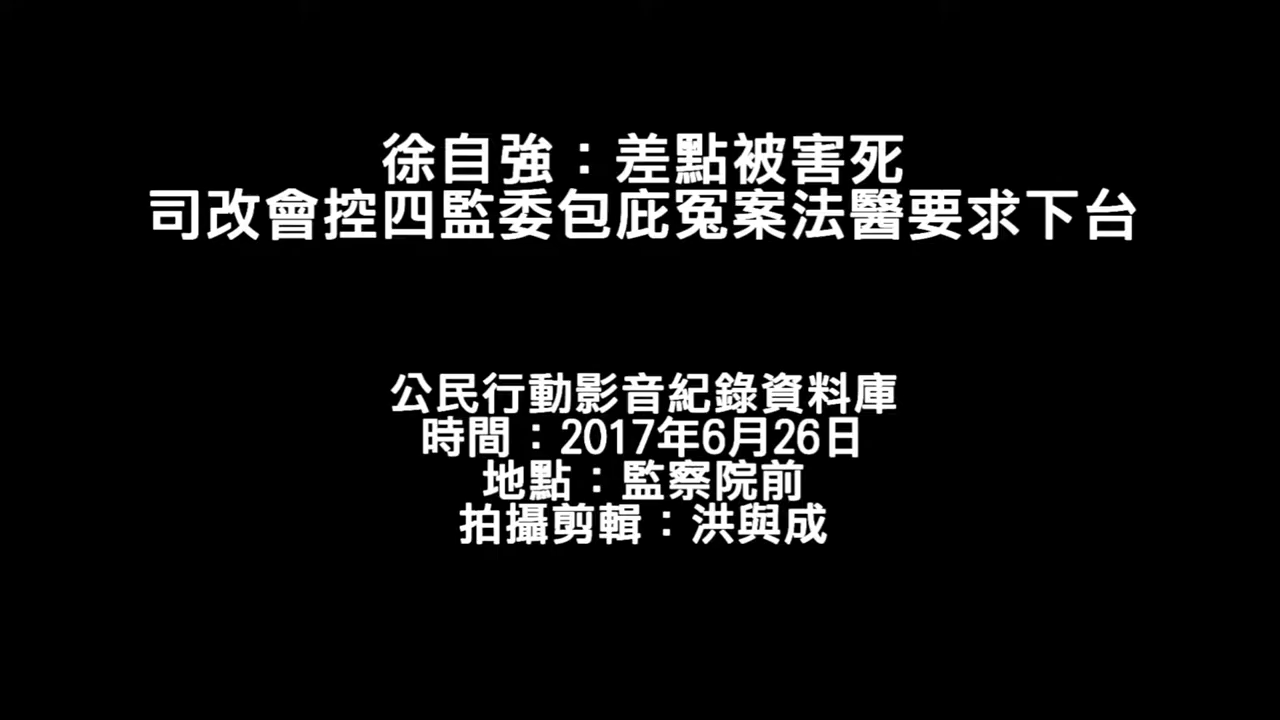 徐自強：差點被害死
司改會控四監委包庇冤案法醫要求下台
公民行動影音紀錄資料庫
時間：2017年6月26日
地點：監察院前
拍攝剪輯：洪與成